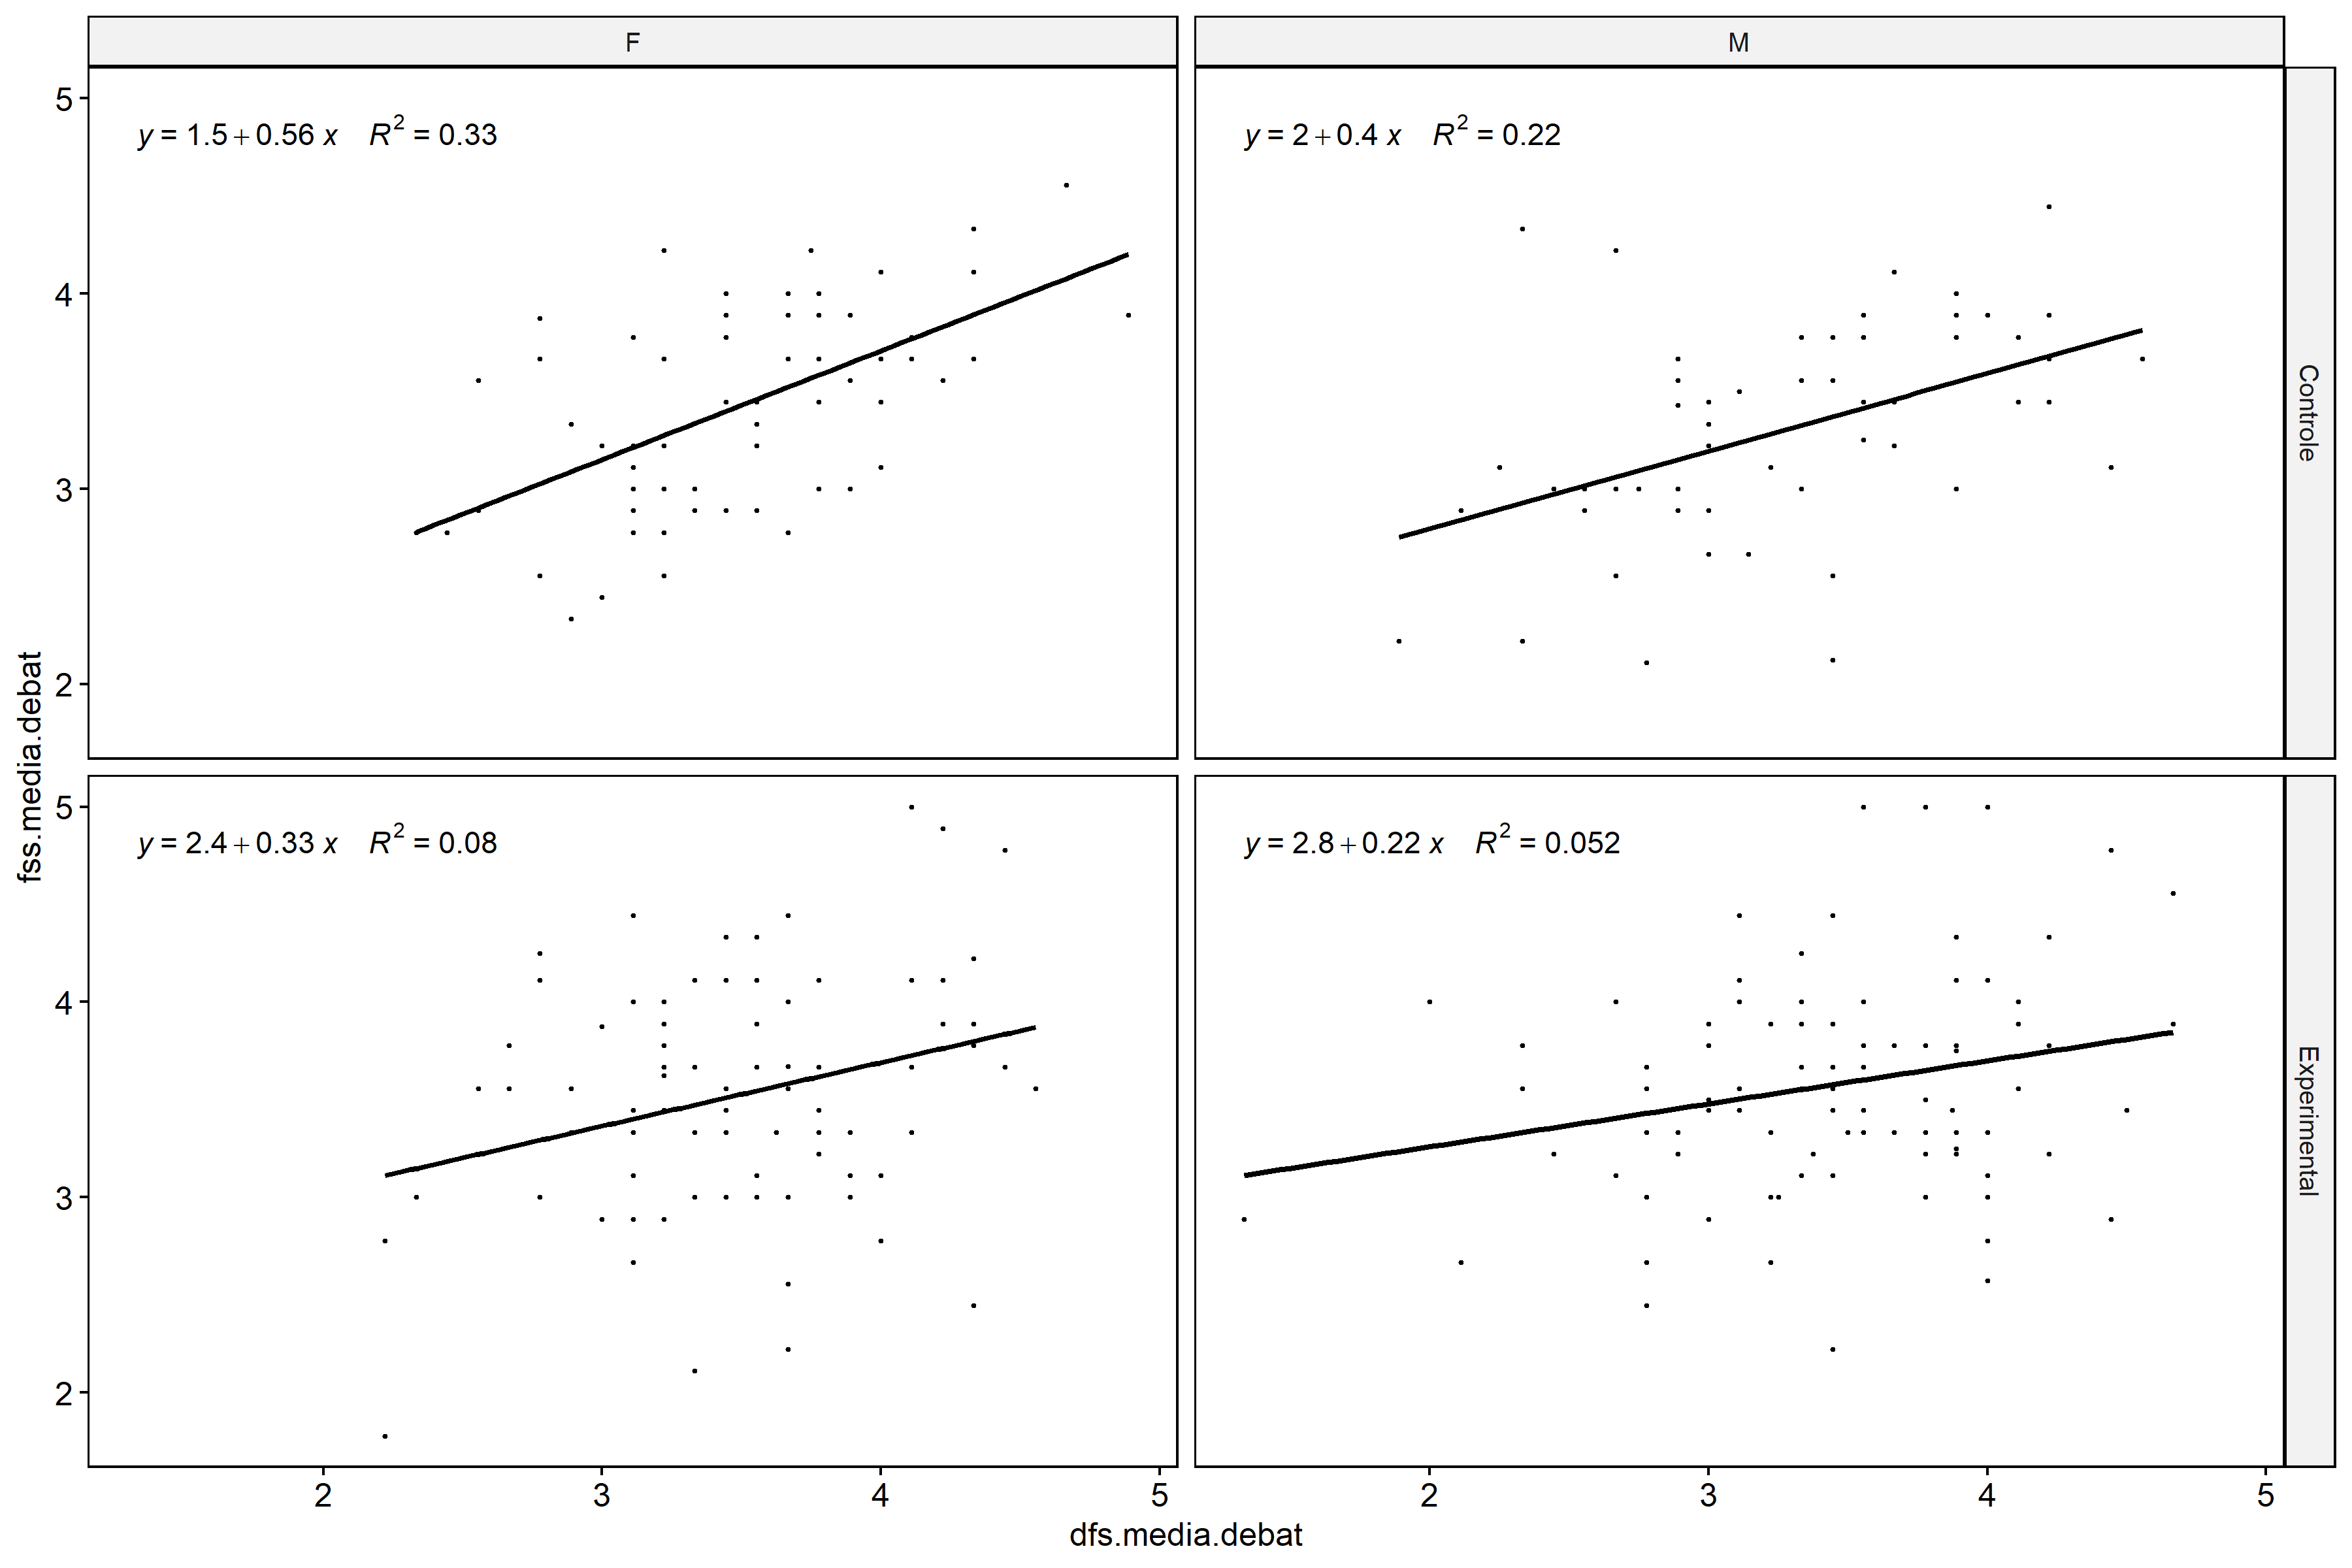 F
M
5
4
3
2
y = 1.5 + 0.56 x R² = 0.33
y = 2 + 0.4 x R² = 0.22
Controle
fss.media.debat
5
4
3
2
y = 2.4 + 0.33 x R² = 0.08
y = 2.8 + 0.22 x R² = 0.052
Experimental
2 3 4 5
2 3 4 5
dfs.media.debat